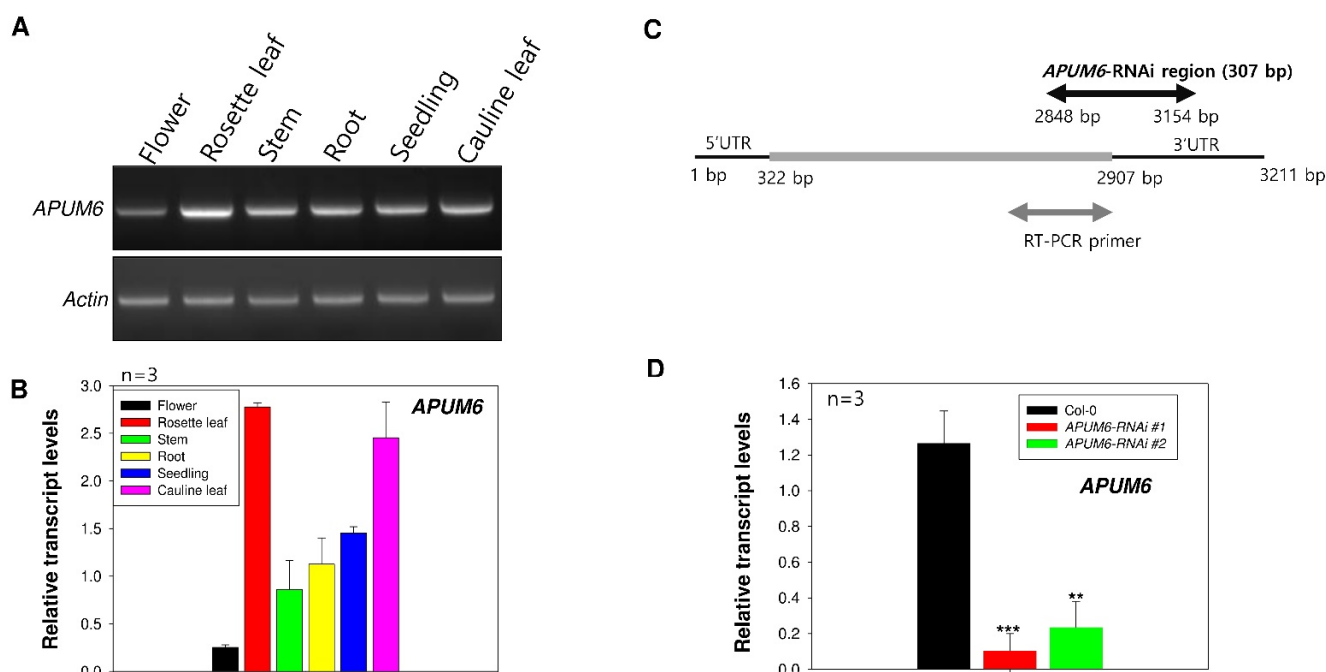 A
Flower
Rosette leaf
Stem
Root
Seedling
Cauline leaf
APUM6
Actin
B
n=3
Relative transcript levels
3.0
2.5
2.0
1.5
1.0
0.5
0.0
Flower
Rosette leaf
Stem
Root
Seedling
Cauline leaf
APUM6
C
APUM6-RNAi region (307 bp)
2848 bp 3154 bp
5'UTR 3'UTR
1 bp 322 bp 2907 bp 3211 bp
RT-PCR primer
D
n=3
Relative transcript levels
1.6
1.4
1.2
1.0
0.8
0.6
0.4
0.2
0.0
Col-0
APUM6-RNAi #1
APUM6-RNAi #2
APUM6
***
**